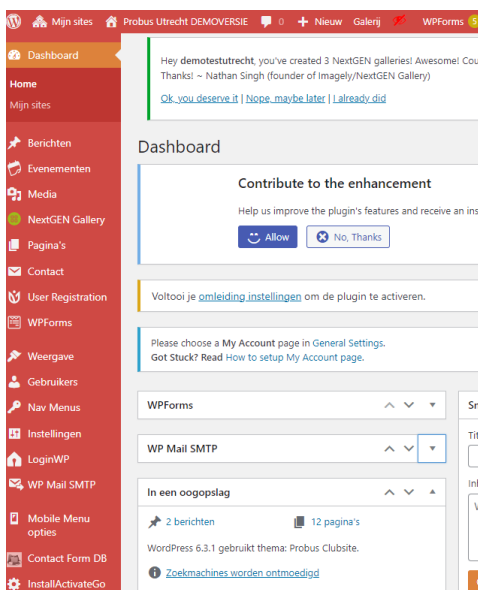 Mijn sites Probus Utrecht DEMOVERSIE 0 + Nieuw Galerij WPForms 5
Dashboard
Home
Mijn sites
Berichten
Evenementen
Media
NextGEN Gallery
Pagina's
Contact
User Registration
WPForms
Weergave
Gebruikers
Nav Menus
Instellingen
LoginWP
WP Mail SMTP
Mobile Menu
opties
Contact Form DB
InstallActivateGo
Hey demotestutrecht, you've created 3 NextGEN galleries! Awesome! Cou
Thanks! ~ Nathan Singh (founder of Imagely/NextGEN Gallery)
Ok, you deserve it | Nope, maybe later | I already did
Dashboard
Contribute to the enhancement
Help us improve the plugin's features and receive an ins
Allow No, Thanks
Voltooi je omleiding instellingen om de plugin te activeren.
Please choose a My Account page in General Settings.
Got Stuck? Read How to setup My Account page.
WPForms
WP Mail SMTP
In een oogopslag
2 berichten 12 pagina's
WordPress 6.3.1 gebruikt thema: Probus Clubsite.
Zoekmachines worden ontmoedigd
Sn
Tit
Inl